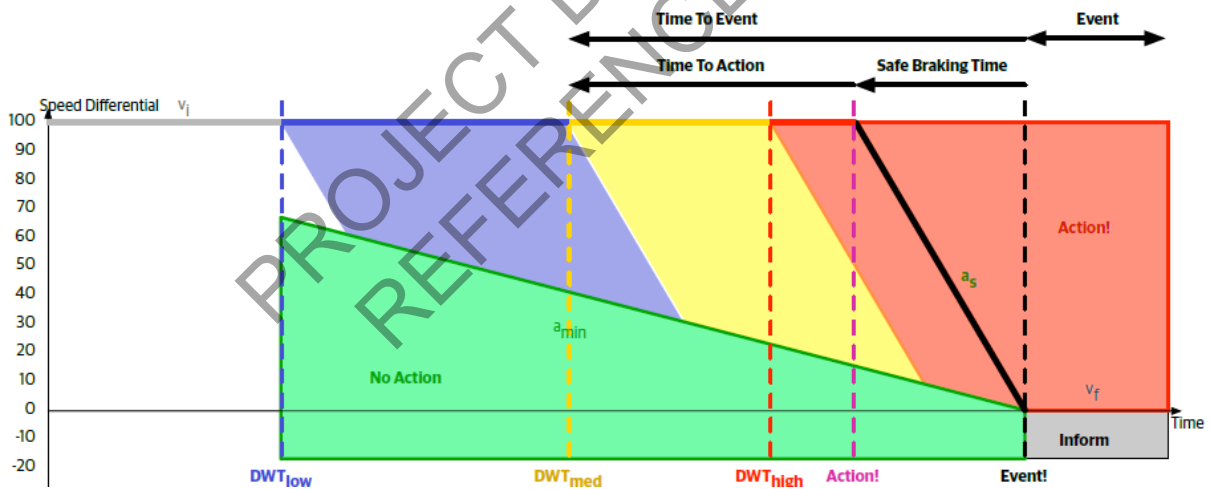 Time To Event
Event
Time To Action
Safe Braking Time
Speed Differential vi
100
90
80
70
60
50
40
30
20
10
0
-10
-20
Action!
as
amin
No Action
vf
Time
Inform
DWTlow
DWTmed
DWThigh
Action!
Event!
PROJECT
REFERENCE